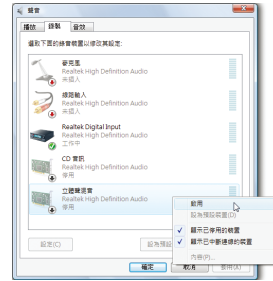 聲音
播放 錄製 音效
選取下面的錄音裝置以修改其設定:
麥克風
Realtek High Definition Audio
未插入
線路輸入
Realtek High Definition Audio
未插入
Realtek Digital Input
Realtek High Definition Audio
工作中
CD 音訊
Realtek High Definition Audio
停用
立體聲混音
Realtek High Definition Audio
停用
啟用
設為預設裝置(D)
顯示已停用的裝置
顯示已中斷連線的裝置
內容(P)...
設定(C) 設為預設
確定 取消 套用(A)